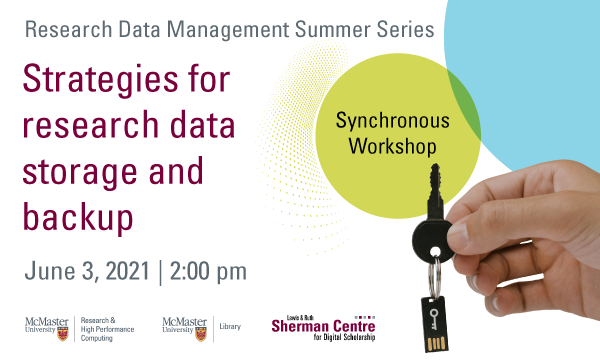 Research Data Management Summer Series
Strategies for
research data
storage and
backup
Synchronous
Workshop
June 3, 2021 | 2:00 pm
McMaster
University
Research &
High Performance
Computing
McMaster
University
Library
Lewis & Ruth
Sherman Centre
for Digital Scholarship